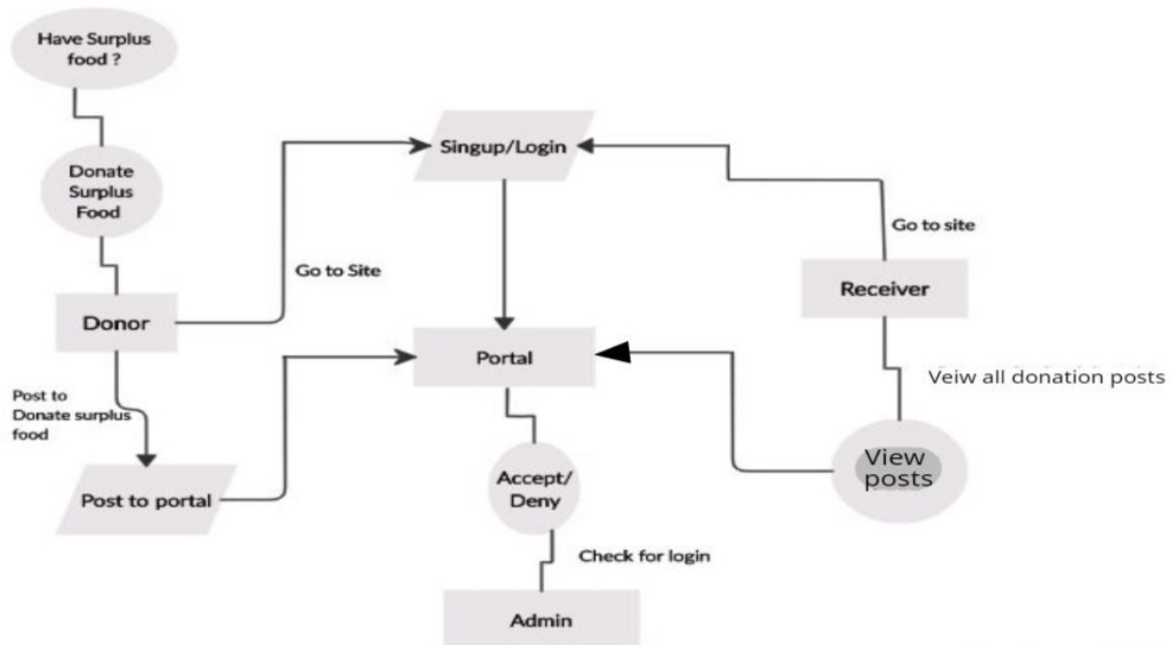 Have Surplus
food ?
Donate
Surplus
Food
Singup/Login
Go to site
Go to Site
Receiver
Donor
Portal
Veiw all donation posts
Post to
Donate surplus
food
View
posts
Accept/
Deny
Post to portal
Check for login
Admin